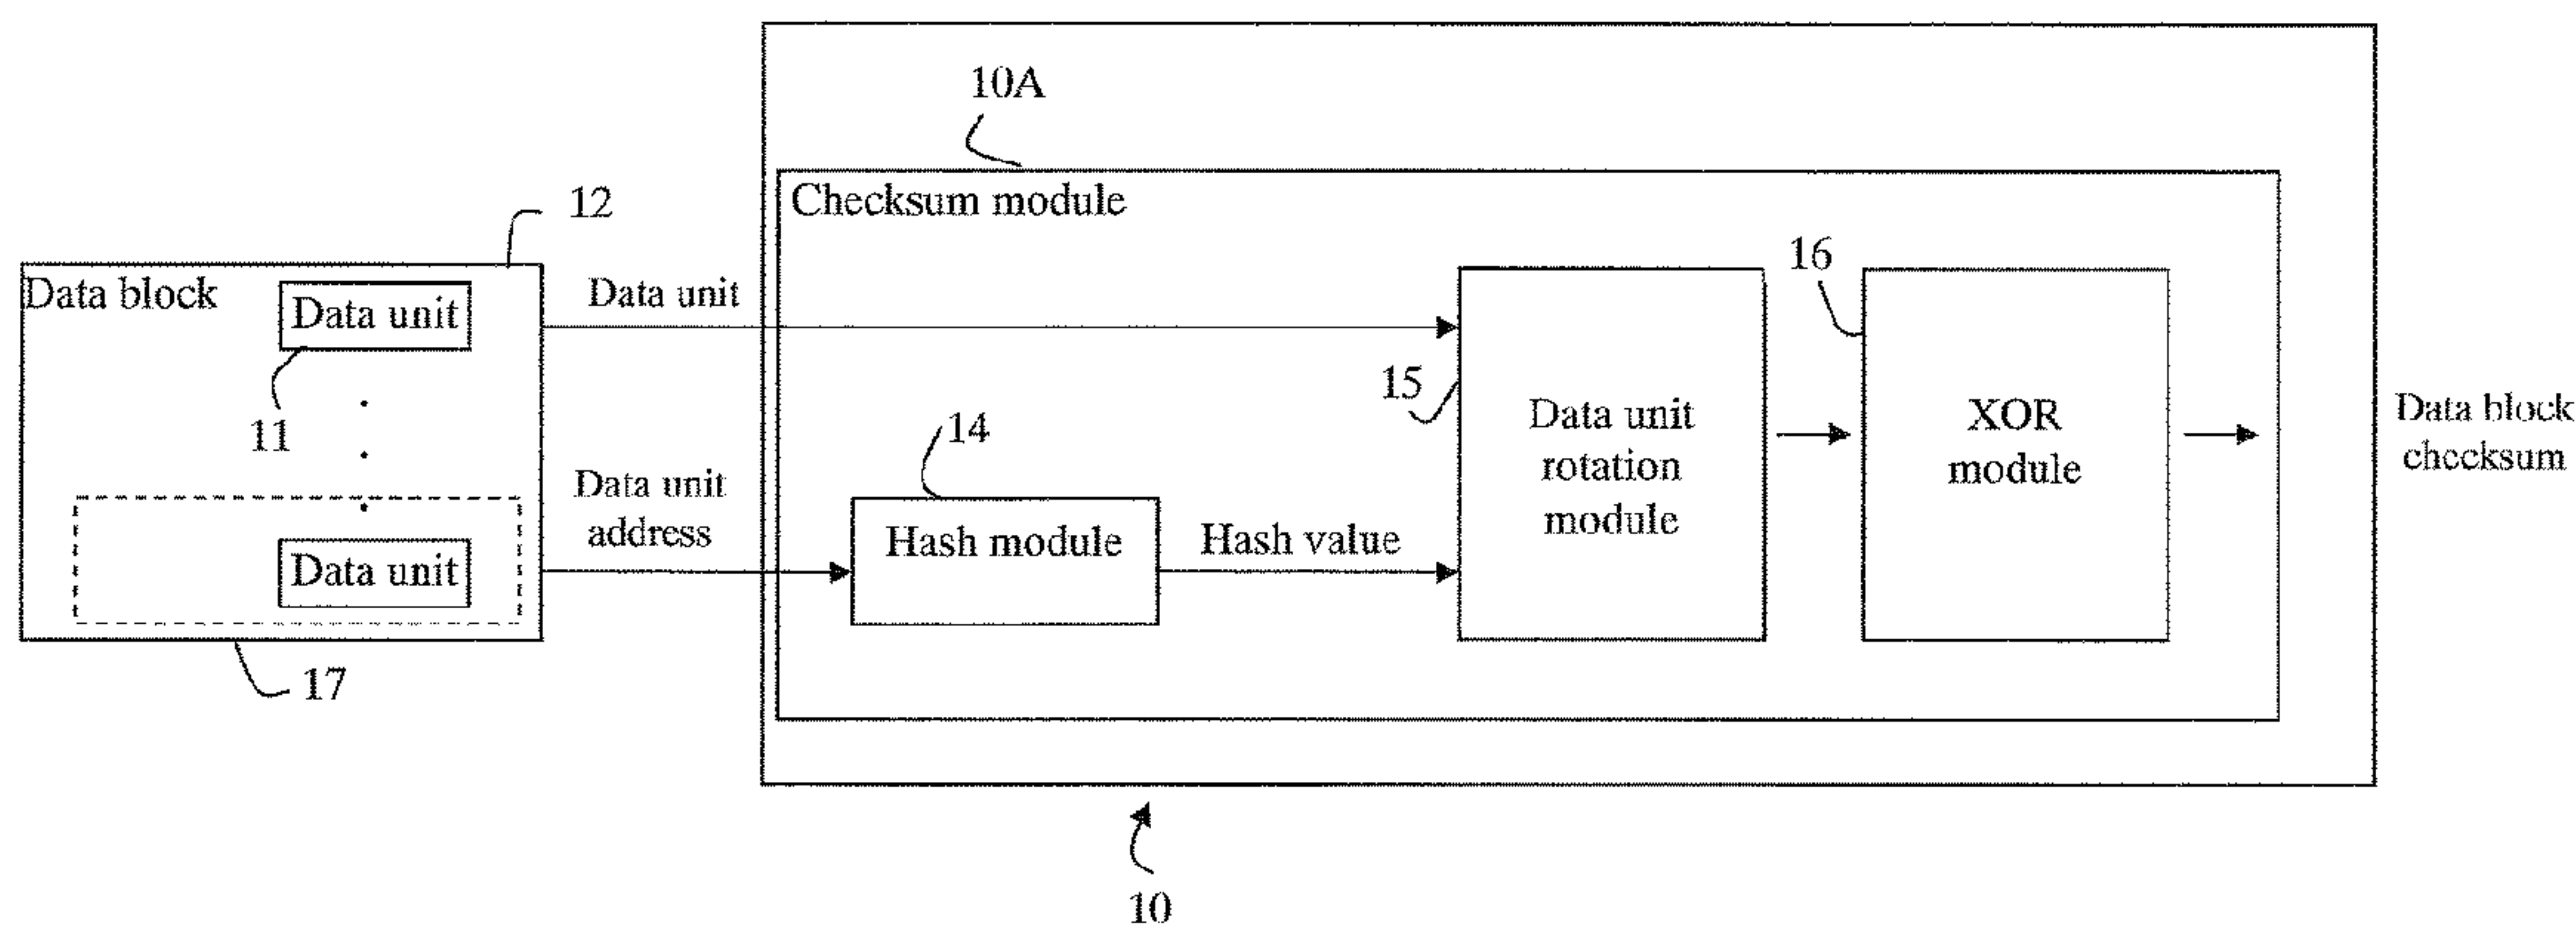 10A
Checksum module
12
Data block
Data unit
11
Data unit
17
Data unit
Data unit
address
14
Hash module
Hash value
15
Data unit
rotation
module
16
XOR
module
Data block
checksum
10